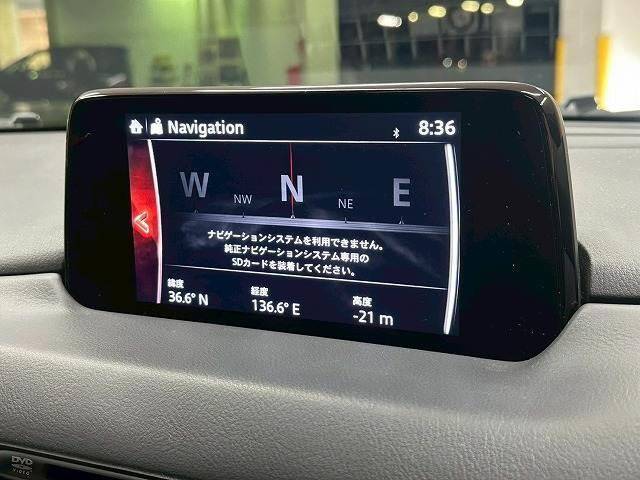 Navigation
8:36
W NW N NE E
ナビゲーションシステムを利用できません。
純正ナビゲーションシステム専用の
SDカードを装着してください。
緯度 経度 高度
36.6° N 136.6° E -21 m
DVD
VIDEO